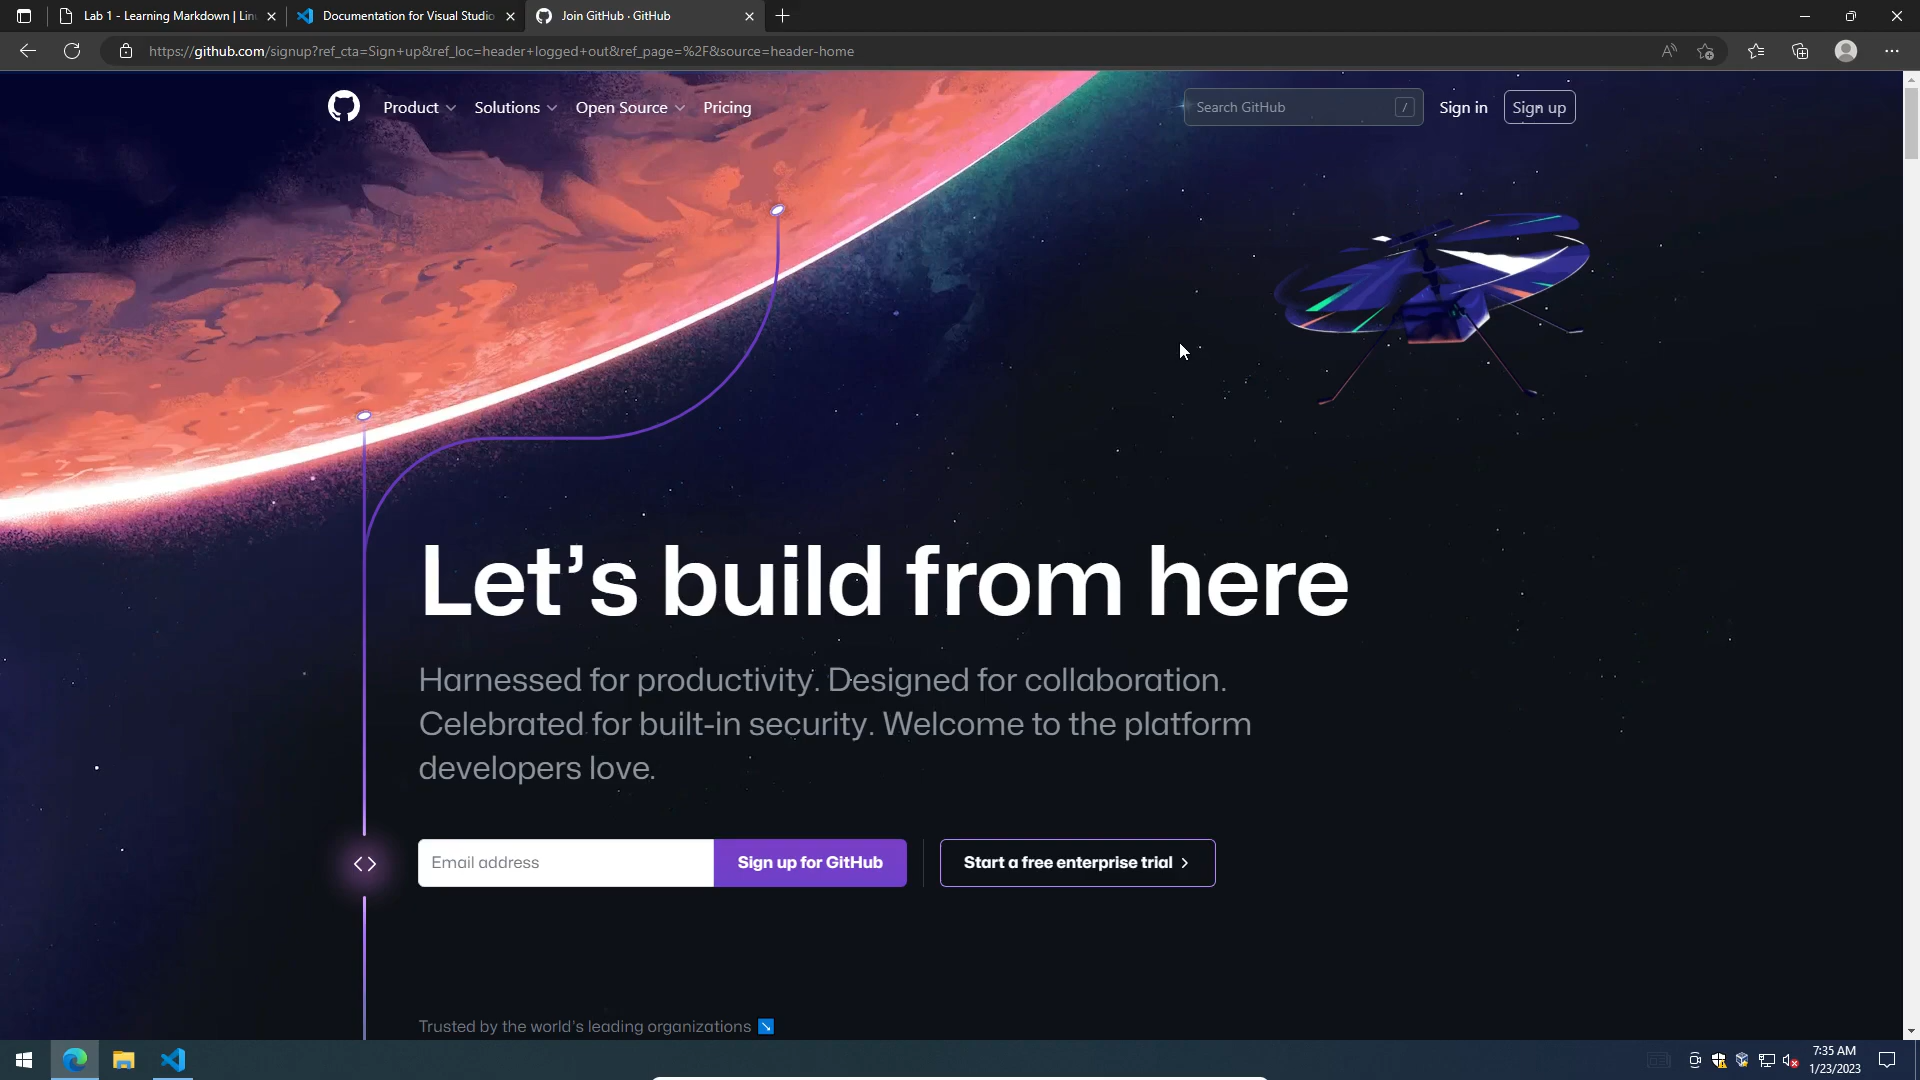 Lab 1 - Learning Markdown | Lin
Documentation for Visual Studio
Join GitHub · GitHub
https://github.com/signup?ref_cta=Sign+up&ref_loc=header+logged+out&ref_page=%2F&source=header-home
Product
Solutions
Open Source
Pricing
Search GitHub
/
Sign in
Sign up
Let’s build from here
Harnessed for productivity. Designed for collaboration.
Celebrated for built-in security. Welcome to the platform
developers love.
Email address
Sign up for GitHub
Start a free enterprise trial
Trusted by the world’s leading organizations
7:35 AM
1/23/2023